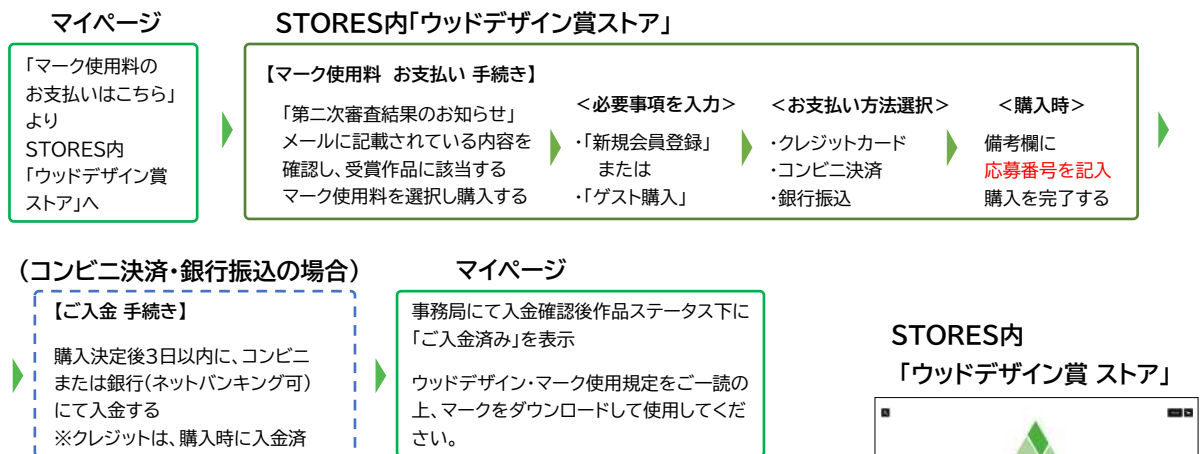 マイページ
「マーク使用料の
お支払いはこちら」
より
STORES内
「ウッドデザイン賞
ストア」へ
STORES内「ウッドデザイン賞ストア」
【マーク使用料 お支払い 手続き】
「第二次審査結果のお知らせ」
メールに記載されている内容を
確認し、受賞作品に該当する
マーク使用料を選択し購入する
＜必要事項を入力＞
・「新規会員登録」
または
・「ゲスト購入」
＜お支払い方法選択＞
・クレジットカード
・コンビニ決済
・銀行振込
＜購入時＞
備考欄に
応募番号を記入
購入を完了する
（コンビニ決済・銀行振込の場合）
【ご入金 手続き】
購入決定後3日以内に、コンビニ
または銀行(ネットバンキング可)
にて入金する
※クレジットは、購入時に入金済
マイページ
事務局にて入金確認後作品ステータス下に
「ご入金済み」を表示
ウッドデザイン・マーク使用規定をご一読の
上、マークをダウンロードして使用してくだ
さい。
STORES内
「ウッドデザイン賞 ストア」